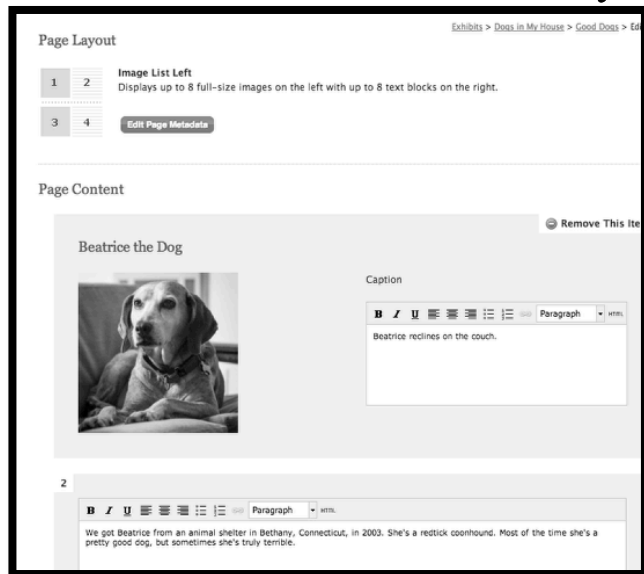 Exhibits > Dogs in My House > Good Dogs > Edi
Page Layout
1 2
Image List Left
Displays up to 8 full-size images on the left with up to 8 text blocks on the right.
3 4
Edit Page Metadata
Page Content
Remove This Ite
Beatrice the Dog
Caption
B I U Paragraph HTML
Beatrice reclines on the couch.
2
B I U Paragraph HTML
We got Beatrice from an animal shelter in Bethany, Connecticut, in 2003. She's a redtick coonhound. Most of the time she's a
pretty good dog, but sometimes she's truly terrible.